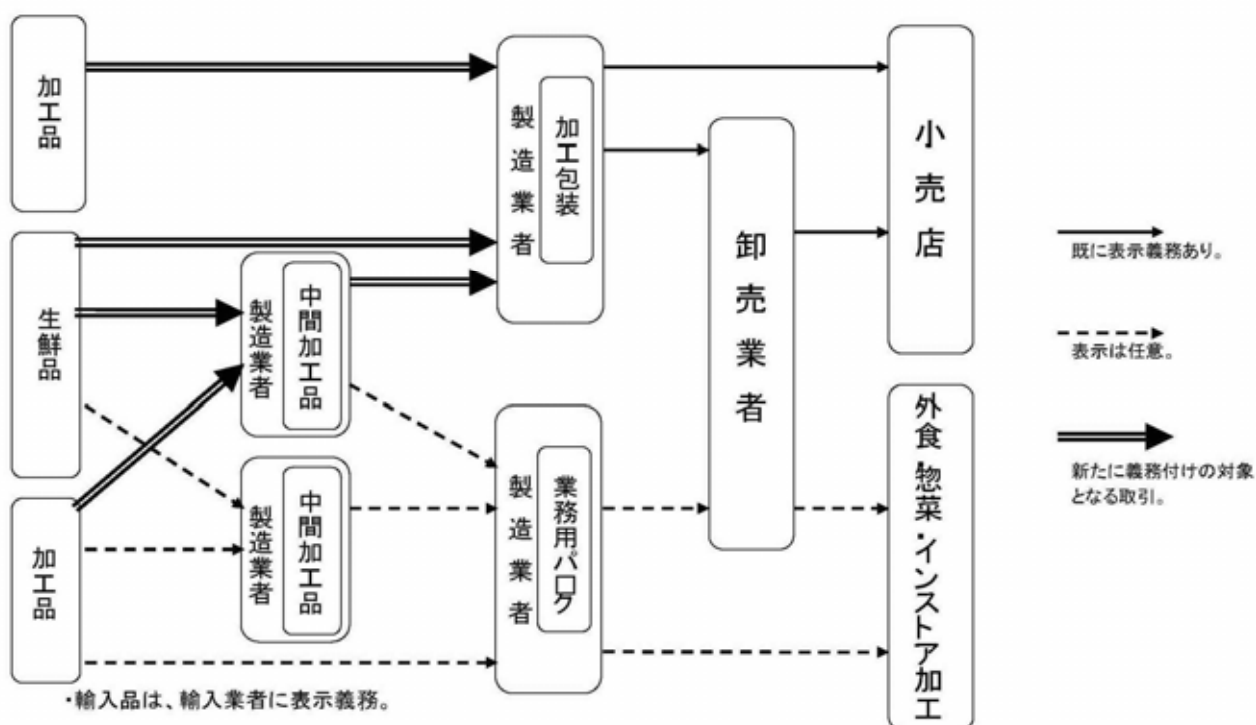 加工品
生鮮品
加工品
製造業者
中間加工品
製造業者
中間加工品
製造業者
加工包装
製造業者
業務用バログ
卸売業者
小売店
外食・惣菜・インストア加工
既に表示義務あり。
表示は任意。
新たに義務付けの対象
となる取引。
・輸入品は、輸入業者に表示義務。